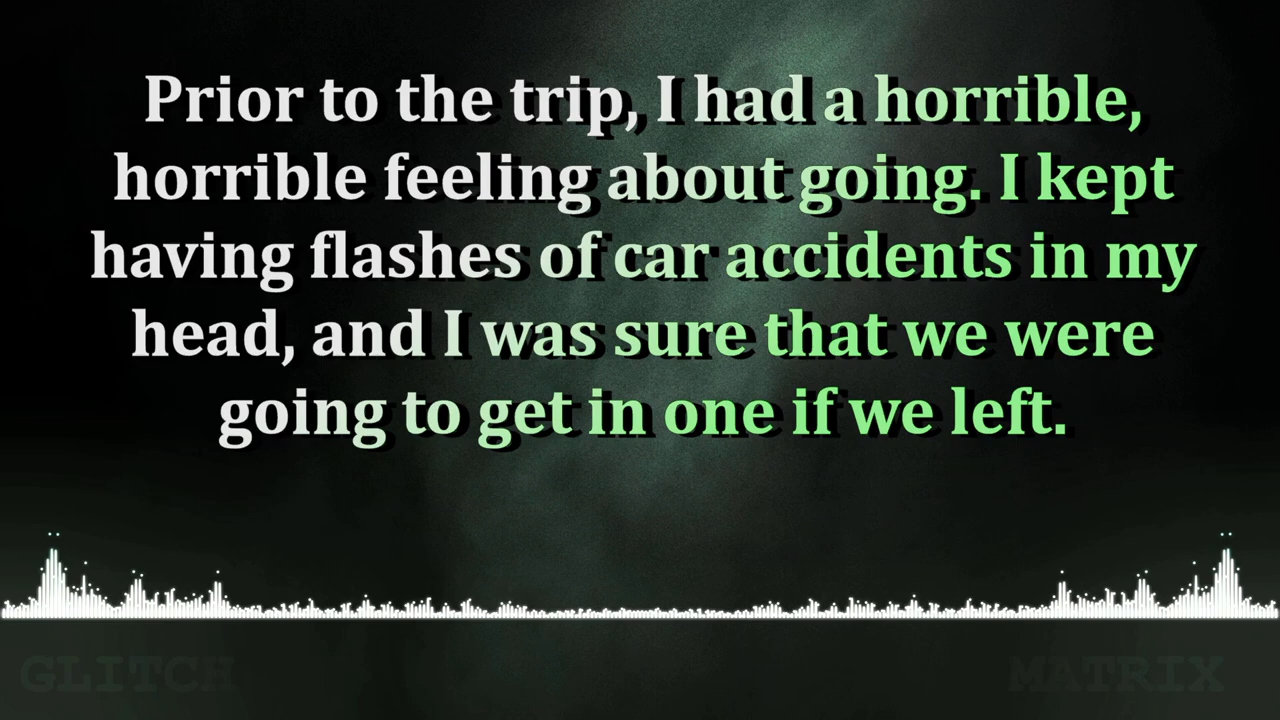 Prior to the trip, I had a horrible,
horrible feeling about going. I kept
having flashes of car accidents in my
head, and I was sure that we were
going to get in one if we left.
GLITCH
MATRIX